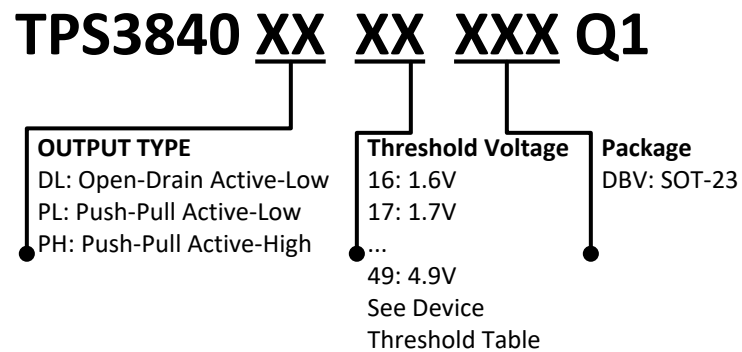 TPS3840 XX XX XXX Q1
OUTPUT TYPE
DL: Open-Drain Active-Low
PL: Push-Pull Active-Low
PH: Push-Pull Active-High
Threshold Voltage
16: 1.6V
17: 1.7V
...
49: 4.9V
See Device
Threshold Table
Package
DBV: SOT-23